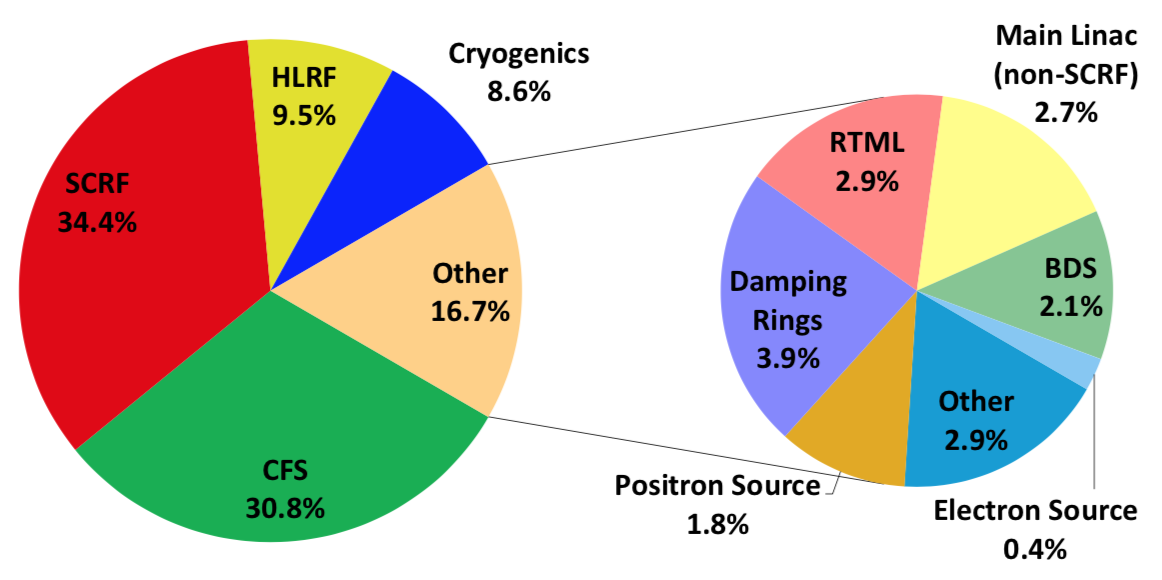 HLRF
9.5%
Cryogenics
8.6%
SCRF
34.4%
Other
16.7%
CFS
30.8%
Main Linac
(non-SCRF)
2.7%
RTML
2.9%
BDS
2.1%
Damping
Rings
3.9%
Other
2.9%
Positron Source
1.8%
Electron Source
0.4%